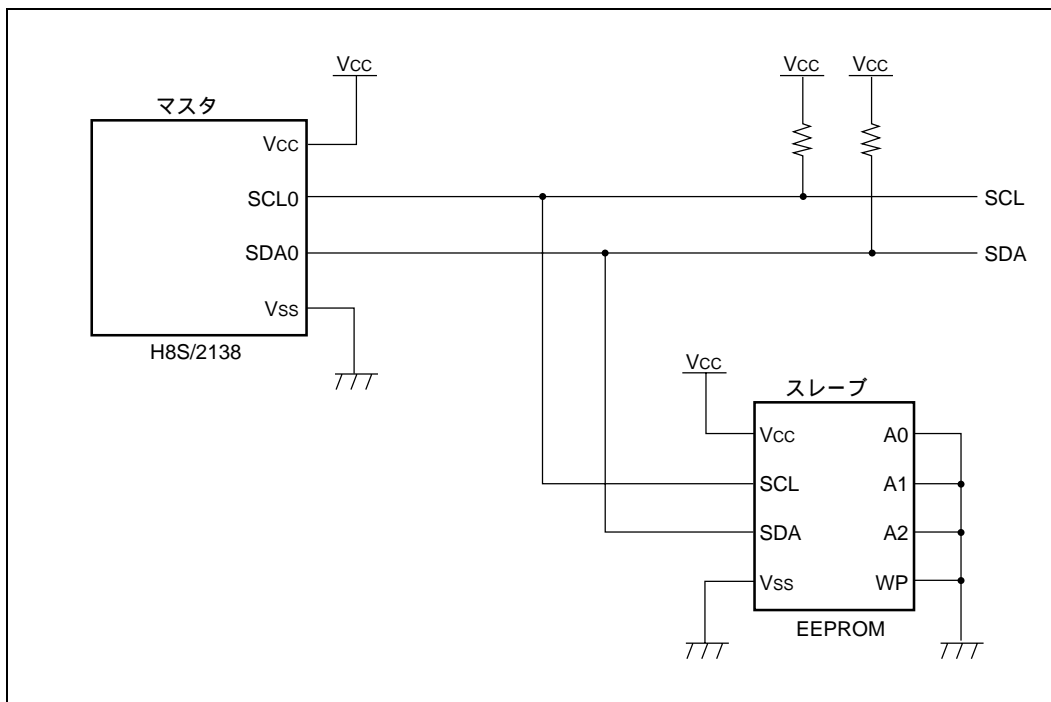 Vcc
マスタ
Vcc
SCL0
SDA0
Vss
H8S/2138
Vcc
Vcc
SCL
SDA
Vcc
スレーブ
Vcc
A0
SCL
A1
SDA
A2
Vss
WP
EEPROM